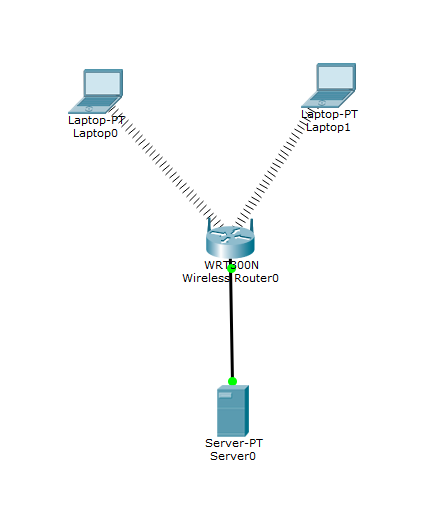 Laptop-PT
Laptop0
Laptop-PT
Laptop1
WRT300N
Wireless Router0
Server-PT
Server0